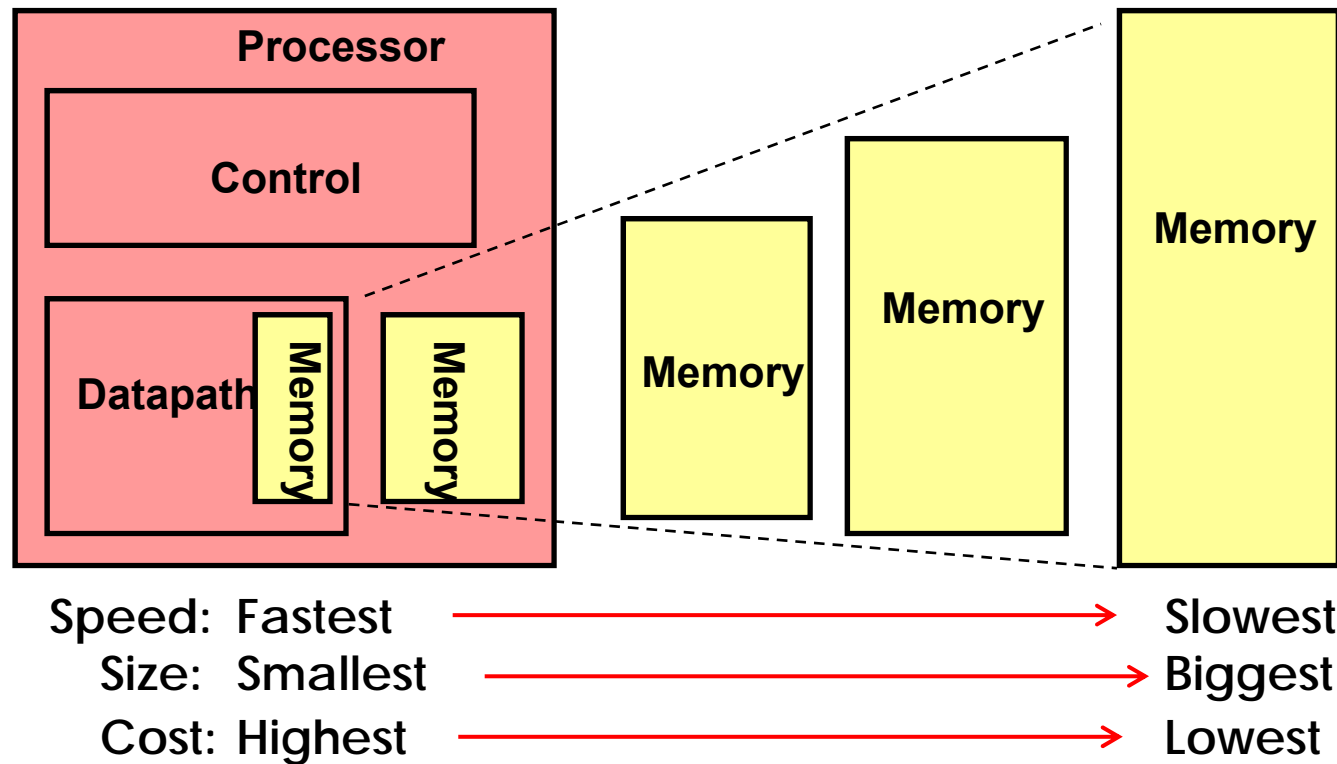 Processor
Control
Datapath
Memory
Memory
Memory
Memory
Memory
Speed: Fastest Slowest
Size: Smallest Biggest
Cost: Highest Lowest